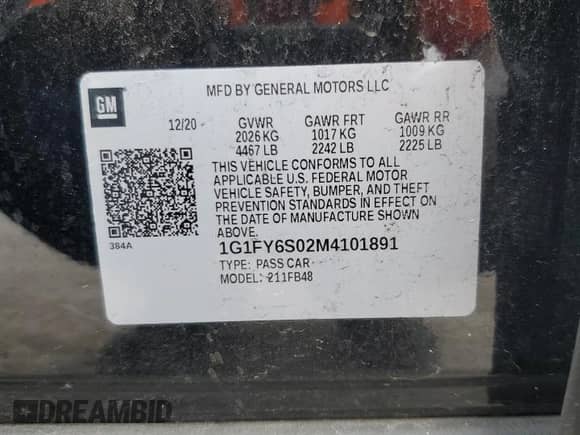 MFD BY GENERAL MOTORS LLC
GM
12/20 GVWR GAWR FRT GAWR RR
2026 KG 1017 KG 1009 KG
4467 LB 2242 LB 2225 LB
THIS VEHICLE CONFORMS TO ALL
APPLICABLE U.S. FEDERAL MOTOR
VEHICLE SAFETY, BUMPER, AND THEFT
PREVENTION STANDARDS IN EFFECT ON
THE DATE OF MANUFACTURE SHOWN
ABOVE.
384A
1G1FY6S02M4101891
TYPE: PASS CAR
MODEL: 211FB48
DREAMBID